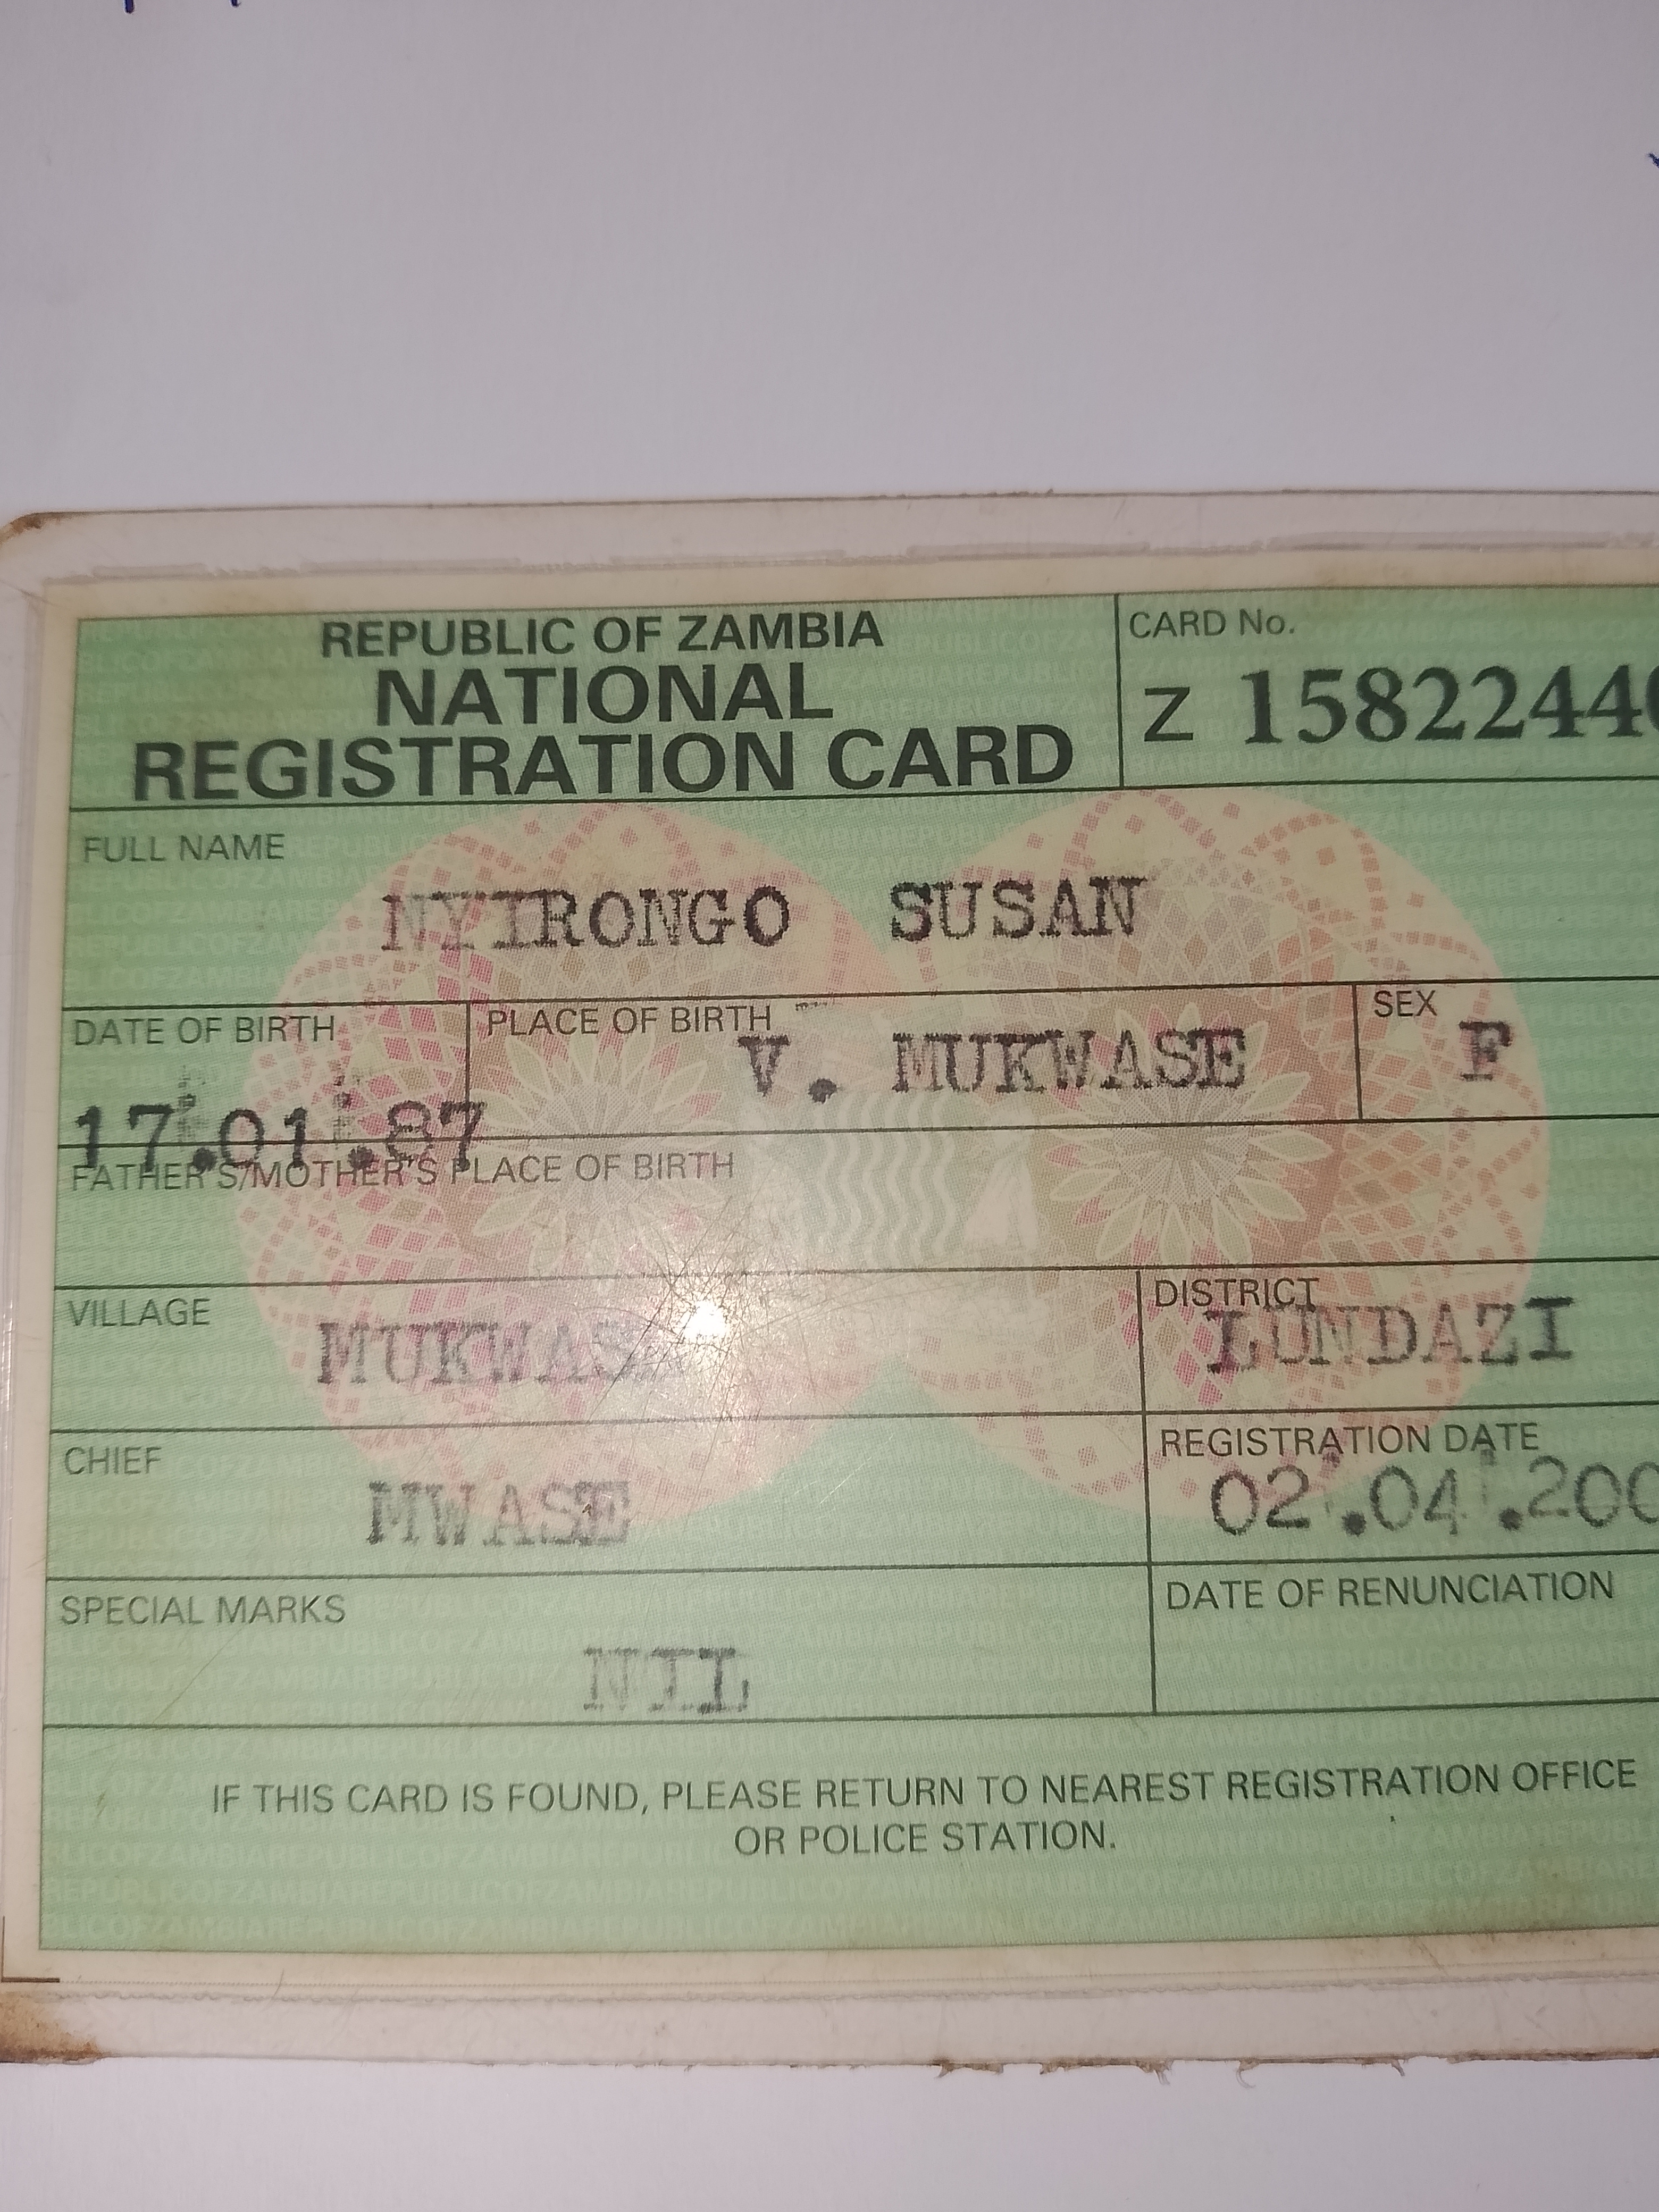 REPUBLIC OF ZAMBIA
NATIONAL
REGISTRATION CARD
CARD No.
Z 1582244
FULL NAME
NYIRONGO SUSAN
DATE OF BIRTH
17.01.87
PLACE OF BIRTH
V. MUKWASE
SEX
F
FATHER'S/MOTHER'S PLACE OF BIRTH
VILLAGE
MUKWASE
DISTRICT
LUNDAZI
CHIEF
MWASE
REGISTRATION DATE
02.04.200
SPECIAL MARKS
NIL
DATE OF RENUNCIATION
IF THIS CARD IS FOUND, PLEASE RETURN TO NEAREST REGISTRATION OFFICE
OR POLICE STATION.